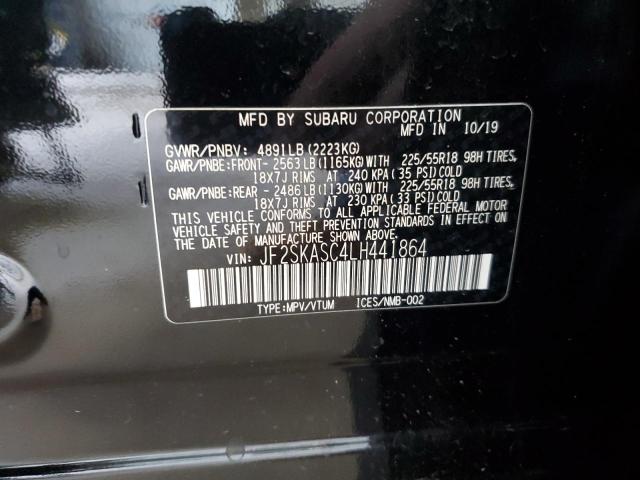 MFD BY SUBARU CORPORATION
MFD IN 10/19
GVWR/PNBV: 4891LB (2223KG)
GAWR/PNBE:FRONT- 2563LB(1165KG)WITH 225/55R18 98H TIRES,
18X7J RIMS AT 240 KPA (35 PSI)COLD
GAWR/PNBE:REAR - 2486LB(1130KG)WITH 225/55R18 98H TIRES,
18X7J RIMS AT 230 KPA (33 PSI)COLD
THIS VEHICLE CONFORMS TO ALL APPLICABLE FEDERAL MOTOR
VEHICLE SAFETY AND THEFT PREVENTION STANDARDS IN EFFECT
ON THE DATE OF MANUFACTURE SHOWN ABOVE.
VIN: JF2SKASC4LH441864
TYPE:MPV/VTUM ICES/NMB-002